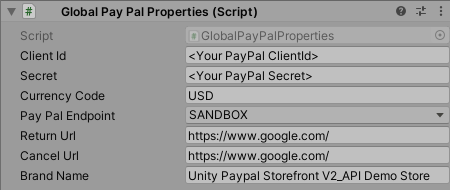 Global Pay Pal Properties (Script)
Script GlobalPayPalProperties
Client Id <Your PayPal ClientId>
Secret <Your PayPal Secret>
Currency Code USD
Pay Pal Endpoint SANDBOX
Return Url https://www.google.com/
Cancel Url https://www.google.com/
Brand Name Unity Paypal Storefront V2_API Demo Store